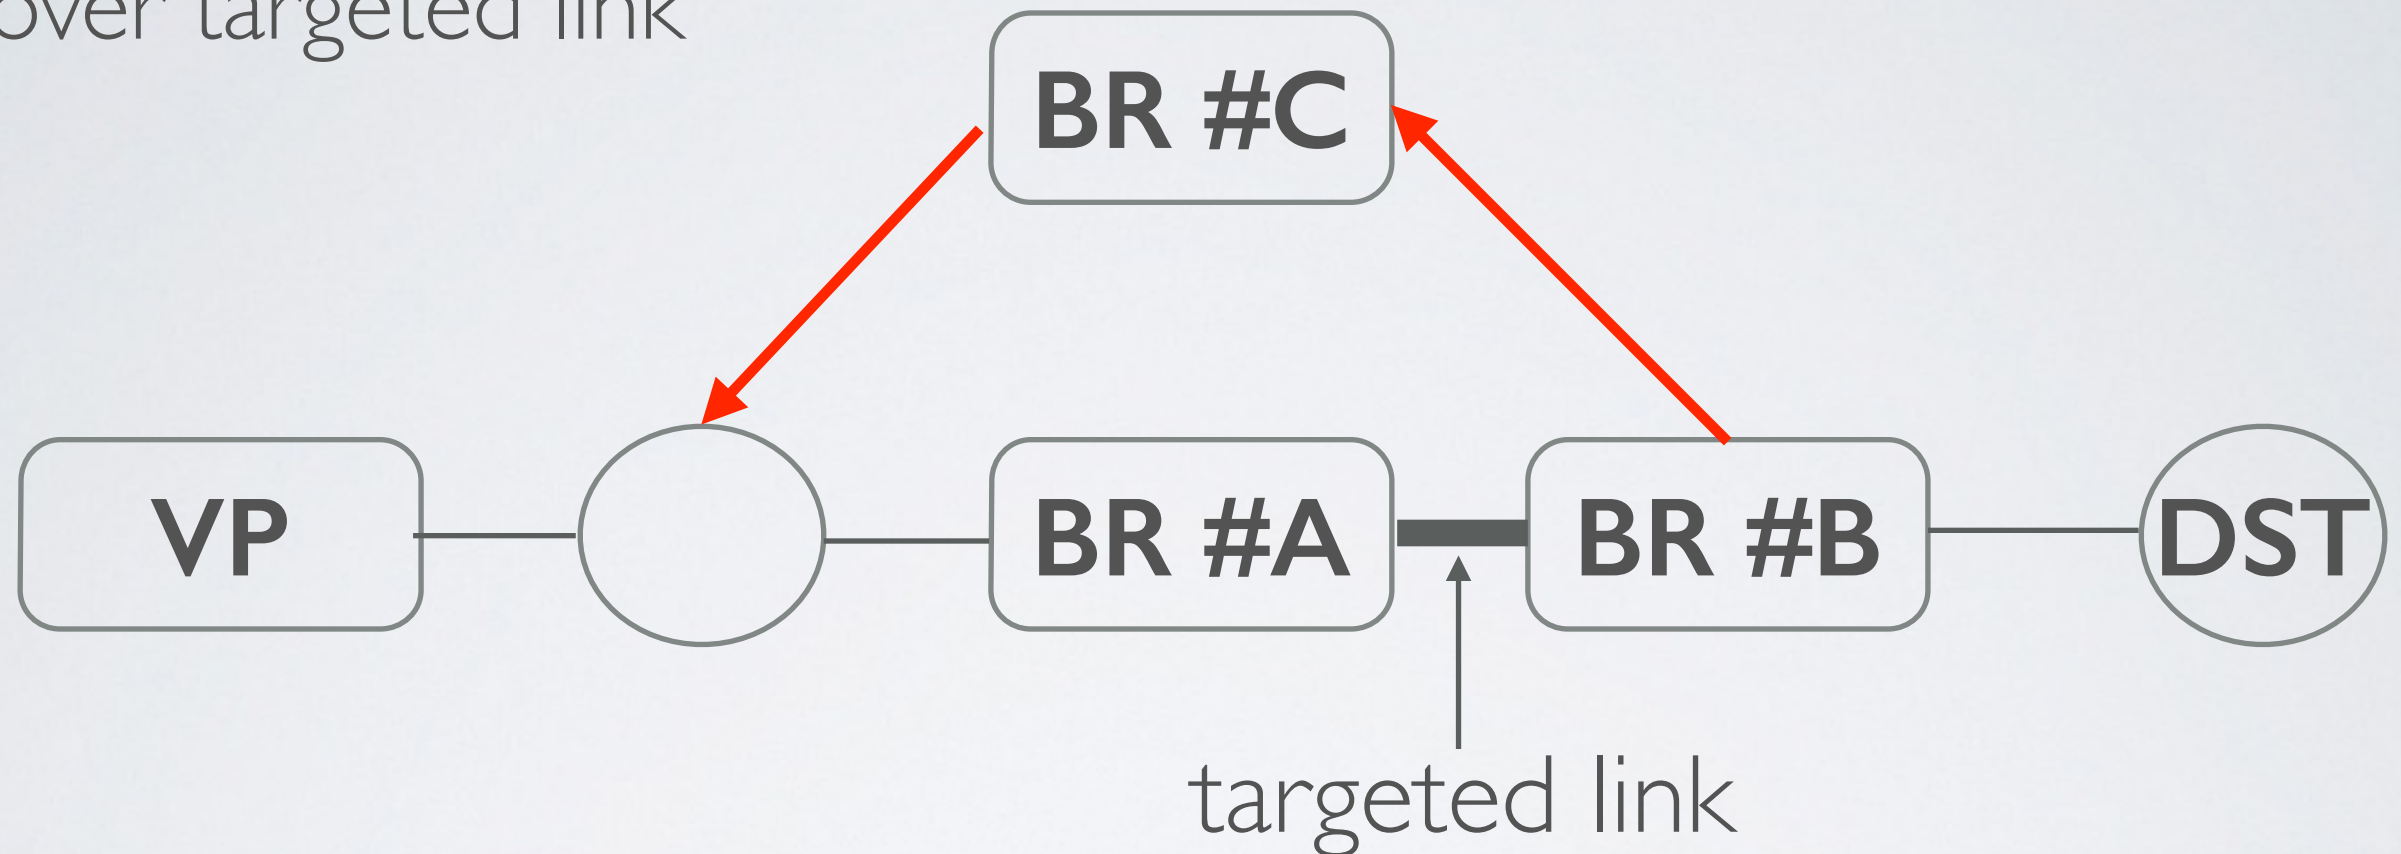 over targeted link
BR #C
VP
BR #A
BR #B
DST
targeted link